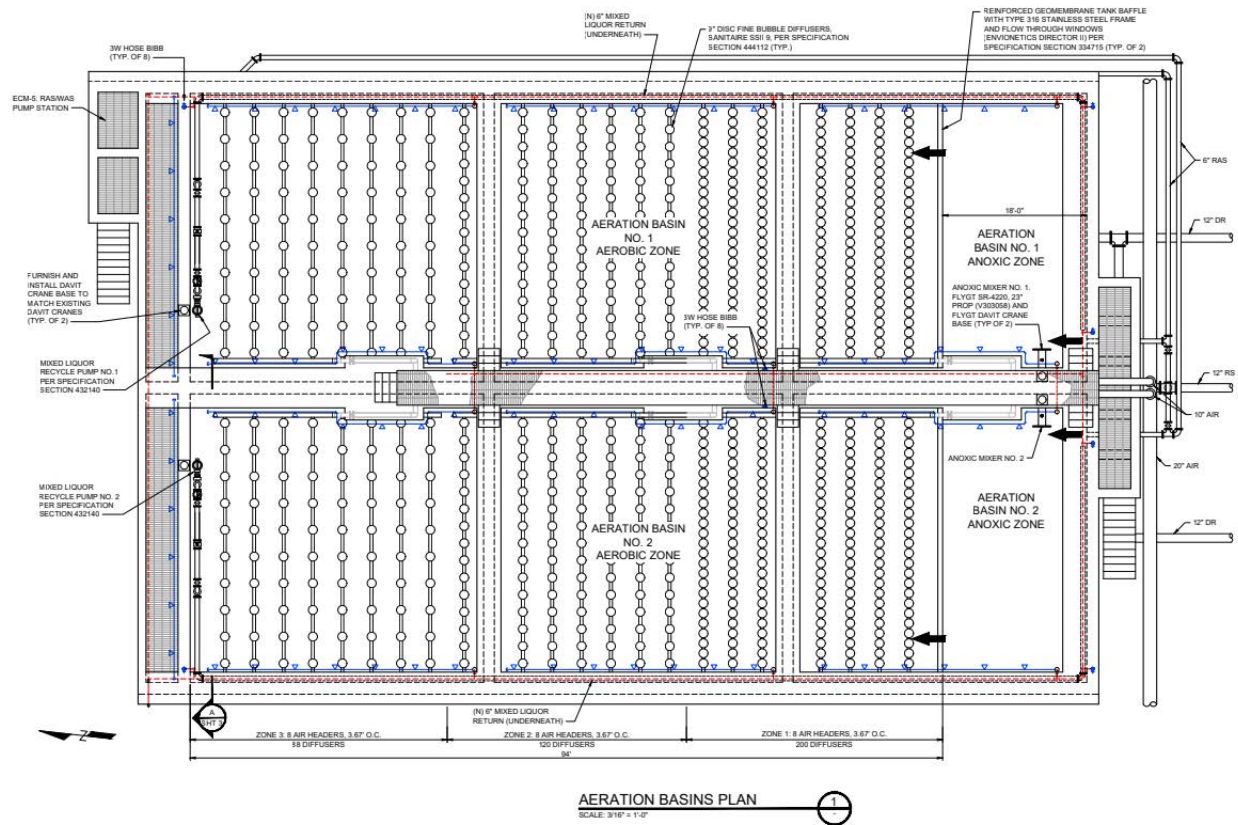 (N) 6" MIXED
LIQUOR RETURN
(UNDERNEATH)
9" DISC FINE BUBBLE DIFFUSERS,
SANITAIRE SSII 9, PER SPECIFICATION
SECTION 444112 (TYP.)
REINFORCED GEOMEMBRANE TANK BAFFLE
WITH TYPE 316 STAINLESS STEEL FRAME
AND FLOW THROUGH WINDOWS
(ENVIONETICS DIRECTOR II) PER
SPECIFICATION SECTION 334715 (TYP. OF 2)
3W HOSE BIBB
(TYP. OF 8)
ECM-5: RAS/WAS
PUMP STATION
6" RAS
18'-0"
12" DR
AERATION BASIN
NO. 1
AEROBIC ZONE
AERATION
BASIN NO. 1
ANOXIC ZONE
FURNISH AND
INSTALL DAVIT
CRANE BASE TO
MATCH EXISTING
DAVIT CRANES
(TYP. OF 2)
ANOXIC MIXER NO. 1.
FLYGT SR-4220, 23"
PROP (V303058) AND
FLYGT DAVIT CRANE
BASE (TYP OF 2)
3W HOSE BIBB
(TYP. OF 8)
MIXED LIQUOR
RECYCLE PUMP NO.1
PER SPECIFICATION
SECTION 432140
12" RS
10" AIR
ANOXIC MIXER NO. 2
20" AIR
MIXED LIQUOR
RECYCLE PUMP NO. 2
PER SPECIFICATION
SECTION 432140
AERATION
BASIN NO. 2
ANOXIC ZONE
AERATION BASIN
NO. 2
AEROBIC ZONE
12" DR
(N) 6" MIXED LIQUOR
RETURN (UNDERNEATH)
A
SHT 3
Z
ZONE 3: 8 AIR HEADERS, 3.67' O.C.
ZONE 2: 8 AIR HEADERS, 3.67' O.C.
ZONE 1: 8 AIR HEADERS, 3.67' O.C.
DIFFUSERS
120 DIFFUSERS
200 DIFFUSERS
94'
AERATION BASINS PLAN
1
SCALE: 3/16" = 1'-0"
-